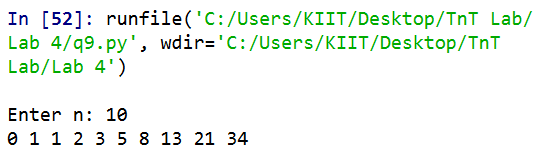 In [52]: runfile('C:/Users/KIIT/Desktop/TnT Lab/
Lab 4/q9.py', wdir='C:/Users/KIIT/Desktop/TnT
Lab/Lab 4')
Enter n: 10
0 1 1 2 3 5 8 13 21 34